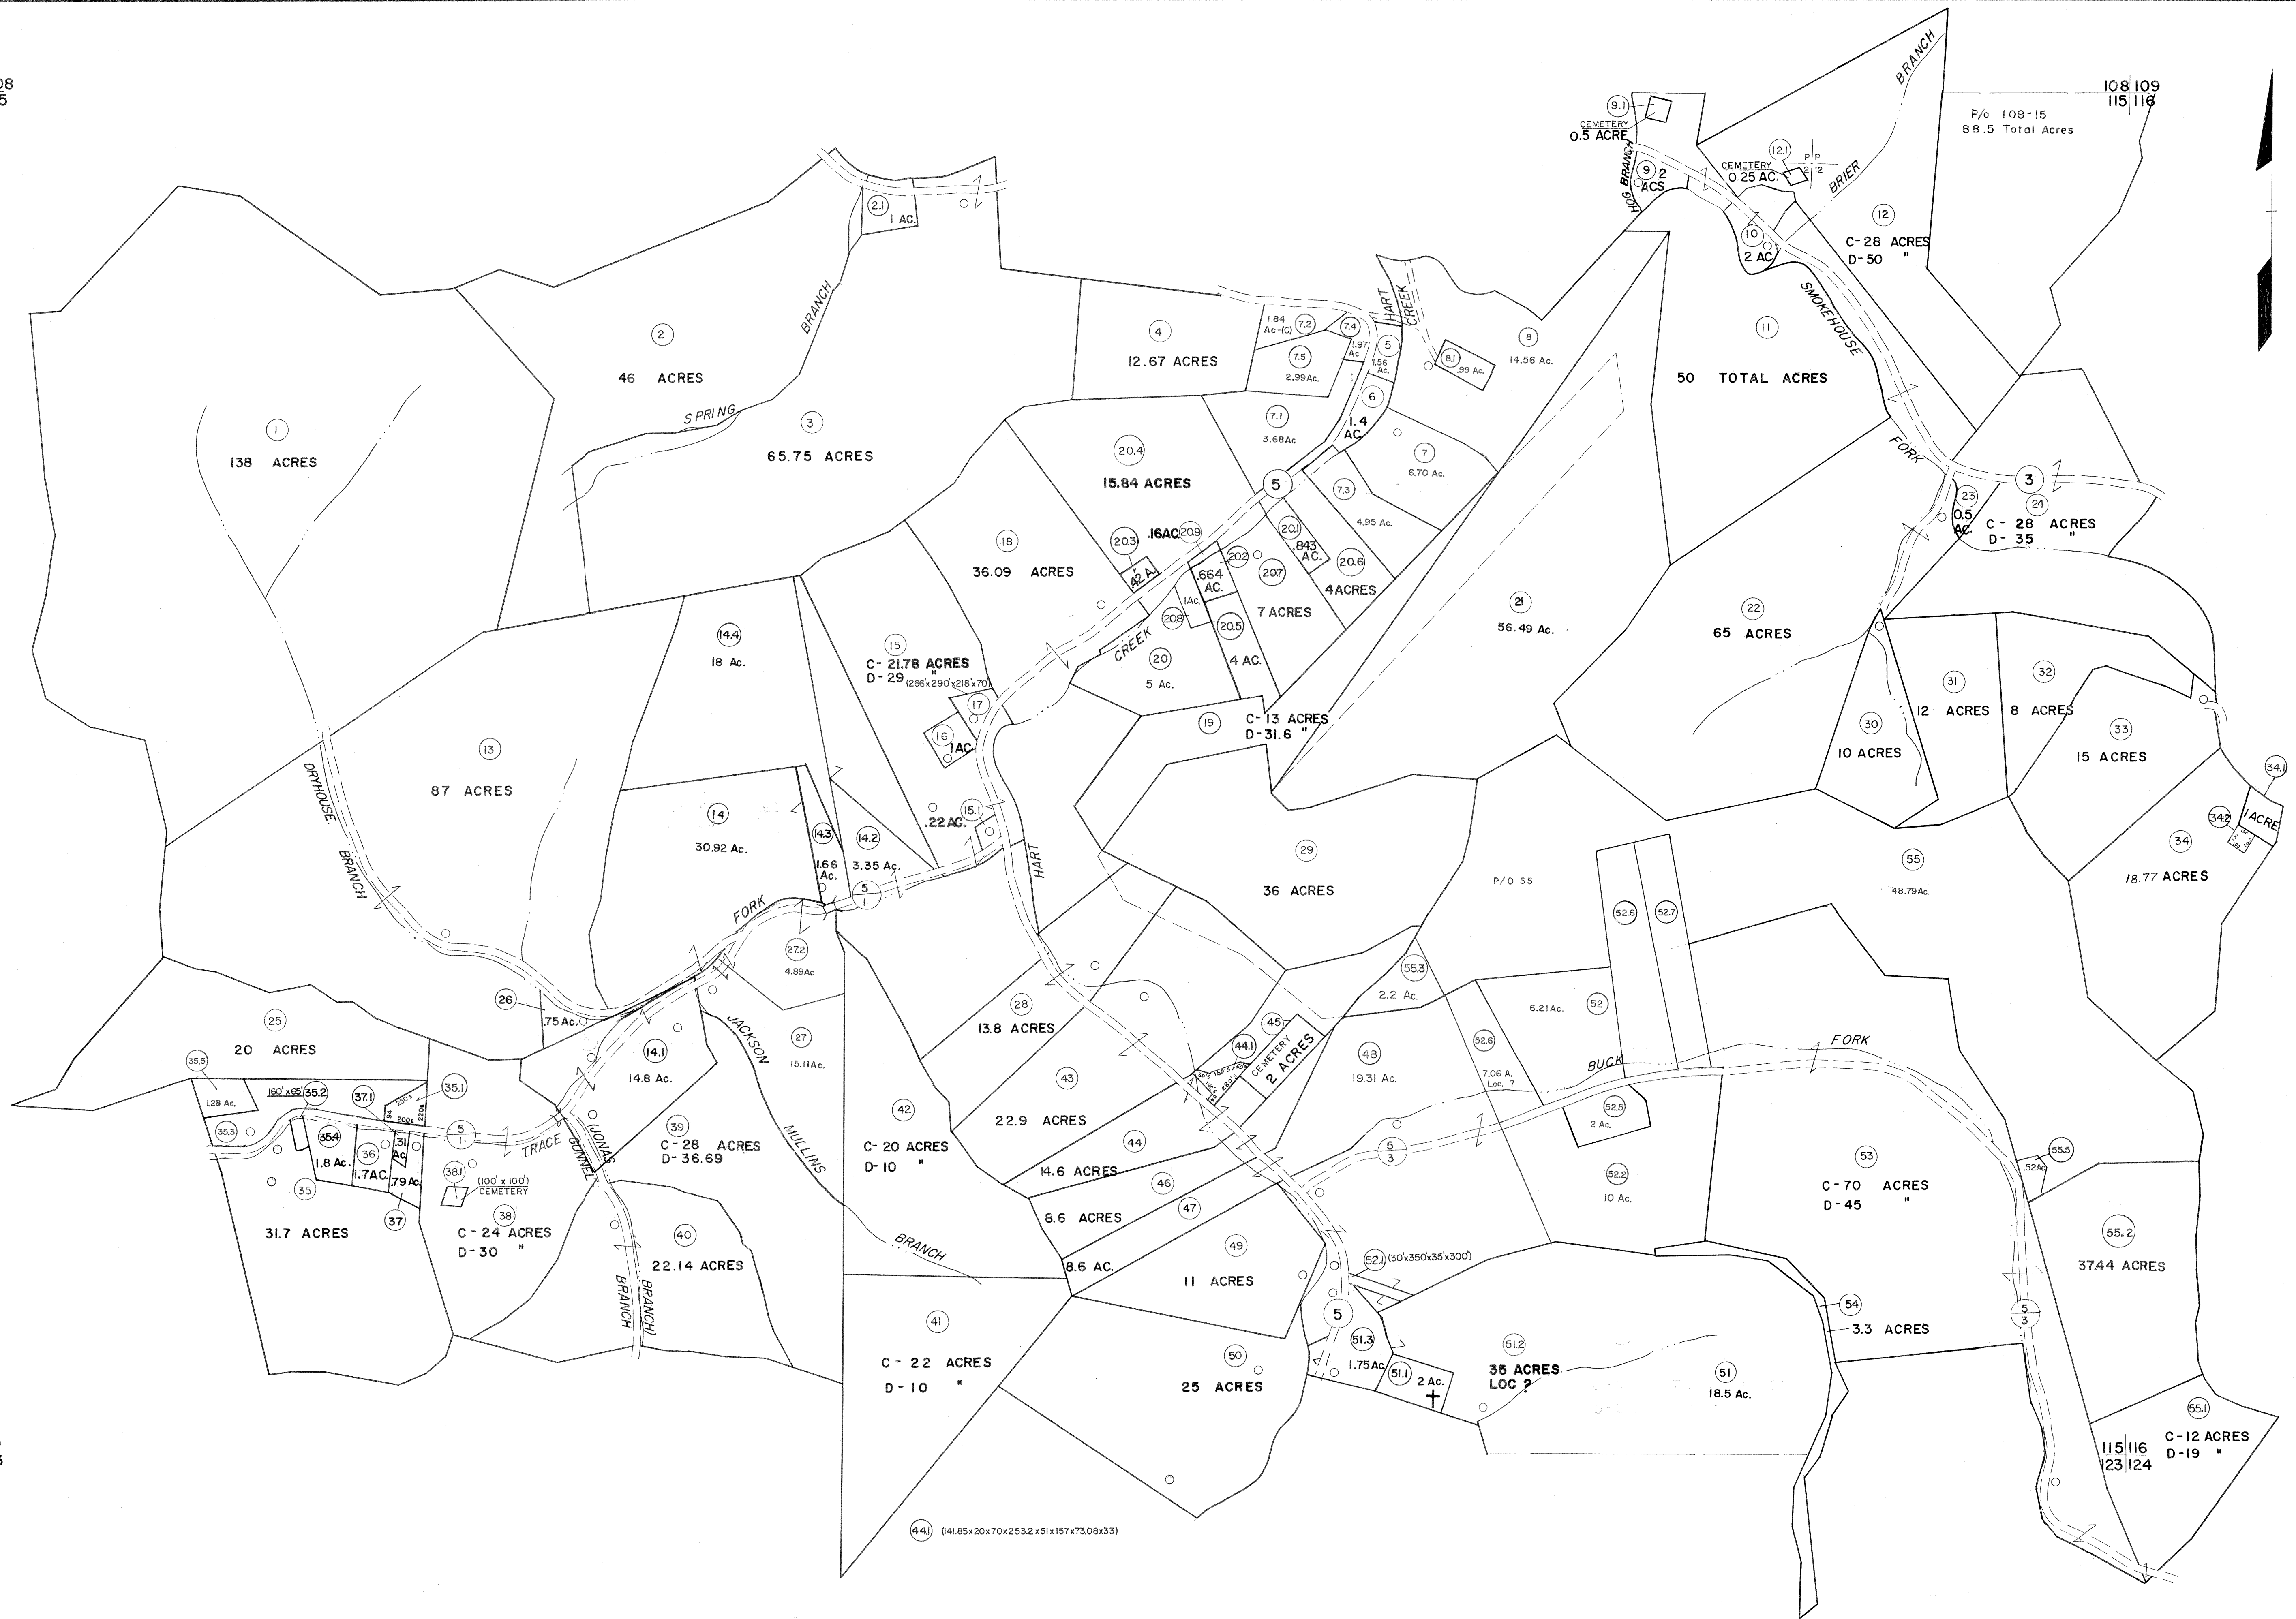 08
5
108|109
115|116
P/o 108-15
88.5 Total Acres
BRANCH
9.1
CEMETERY
0.5 ACRE
HOG BRANCH
9
2
ACS
12.1
CEMETERY
0.25 AC.
P|P
2|12
BRIER
12
C-28 ACRES
D-50 "
10
2 AC.
SMOKEHOUSE
FORK
11
50 TOTAL ACRES
2.1
1 AC.
2
46 ACRES
SPRING
BRANCH
1
138 ACRES
3
65.75 ACRES
4
12.67 ACRES
1.84
Ac-(C)
7.2
7.4
1.97
Ac
7.5
2.99Ac.
HART
CREEK
5
1.56
Ac.
6
1.4
AC.
8
14.56 Ac.
8.1
.99 Ac.
7.1
3.68Ac
7
6.70 Ac.
7.3
4.95 Ac.
5
20.4
15.84 ACRES
20.3
.42A.
.16AC.
20.9
20.1
.843
AC.
20.2
.664
AC.
20.7
7 ACRES
20.6
4 ACRES
1Ac.
20.8
20.5
4 AC.
20
5 Ac.
CREEK
18
36.09 ACRES
3
23
0.5
AC.
24
C - 28 ACRES
D- 35 "
21
56.49 Ac.
22
65 ACRES
14.4
18 Ac.
15
C- 21.78 ACRES
D- 29 "
(266'x290'x218'x70')
17
16
1AC.
19
C-13 ACRES
D-31.6 "
30
10 ACRES
31
12 ACRES
32
8 ACRES
33
15 ACRES
34.1
1 ACRE
34.2
34
18.77 ACRES
13
87 ACRES
DRYHOUSE
BRANCH
14
30.92 Ac.
14.3
1.66
Ac.
14.2
3.35 Ac.
.22 AC.
15.1
5
1
FORK
HART
29
36 ACRES
P/O 55
52.6
52.7
55
48.79Ac.
27.2
4.89Ac
26
.75 Ac.
25
20 ACRES
28
13.8 ACRES
55.3
2.2 Ac.
52
6.21Ac.
52.6
7.06 A.
Loc. ?
BUCK
FORK
JACKSON
MULLINS
BRANCH
27
15.11Ac.
14.1
14.8 Ac.
35.5
1.28 Ac.
160'x65'
35.2
37.1
35.1
250s
94
200s
220s
35.3
35.4
1.8 Ac.
36
1.7AC.
.31
Ac
.79 Ac.
37
5
1
TRACE
GUNNEL
(JONAS
BRANCH
BRANCH)
35
31.7 ACRES
38.1
(100' x 100')
CEMETERY
38
C - 24 ACRES
D- 30 "
39
C - 28 ACRES
D- 36.69
40
22.14 ACRES
42
C- 20 ACRES
D- 10 "
43
22.9 ACRES
44.1
45
CEMETERY
2 ACRES
44
14.6 ACRES
48
19.31 Ac.
46
8.6 ACRES
47
8.6 AC.
49
11 ACRES
5
3
52.5
2 Ac.
52.2
10 Ac.
53
C - 70 ACRES
D - 45 "
55.5
.52Ac
55.2
37.44 ACRES
5
3
54
3.3 ACRES
52.1
(30'x350'x35'x300')
5
41
C - 22 ACRES
D - 10 "
50
25 ACRES
51.3
1.75Ac.
51.1
2 Ac.
51.2
35 ACRES
LOC ?
51
18.5 Ac.
55.1
C-12 ACRES
D-19 "
115|116
123|124
44.1 (141.85x20x70x253.2x51x157x73.08x33)